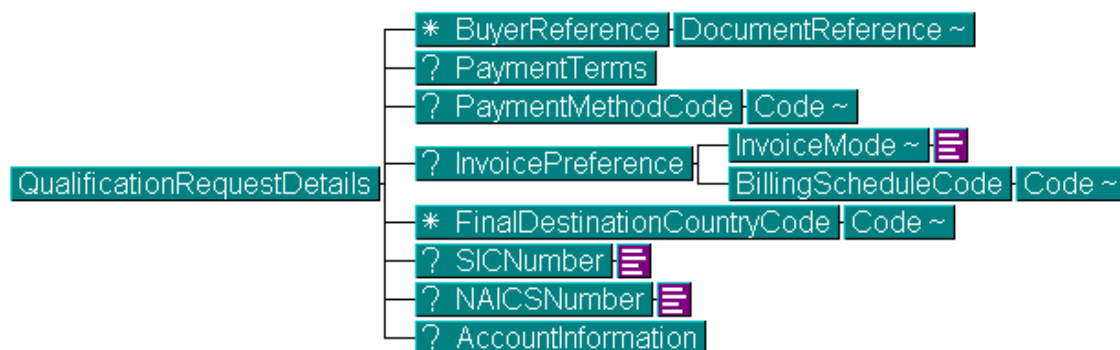 * BuyerReference DocumentReference ~
? PaymentTerms
? PaymentMethodCode Code ~
InvoiceMode ~
? InvoicePreference
QualificationRequestDetails
BillingScheduleCode Code ~
* FinalDestinationCountryCode Code ~
? SICNumber
? NAICSNumber
? AccountInformation